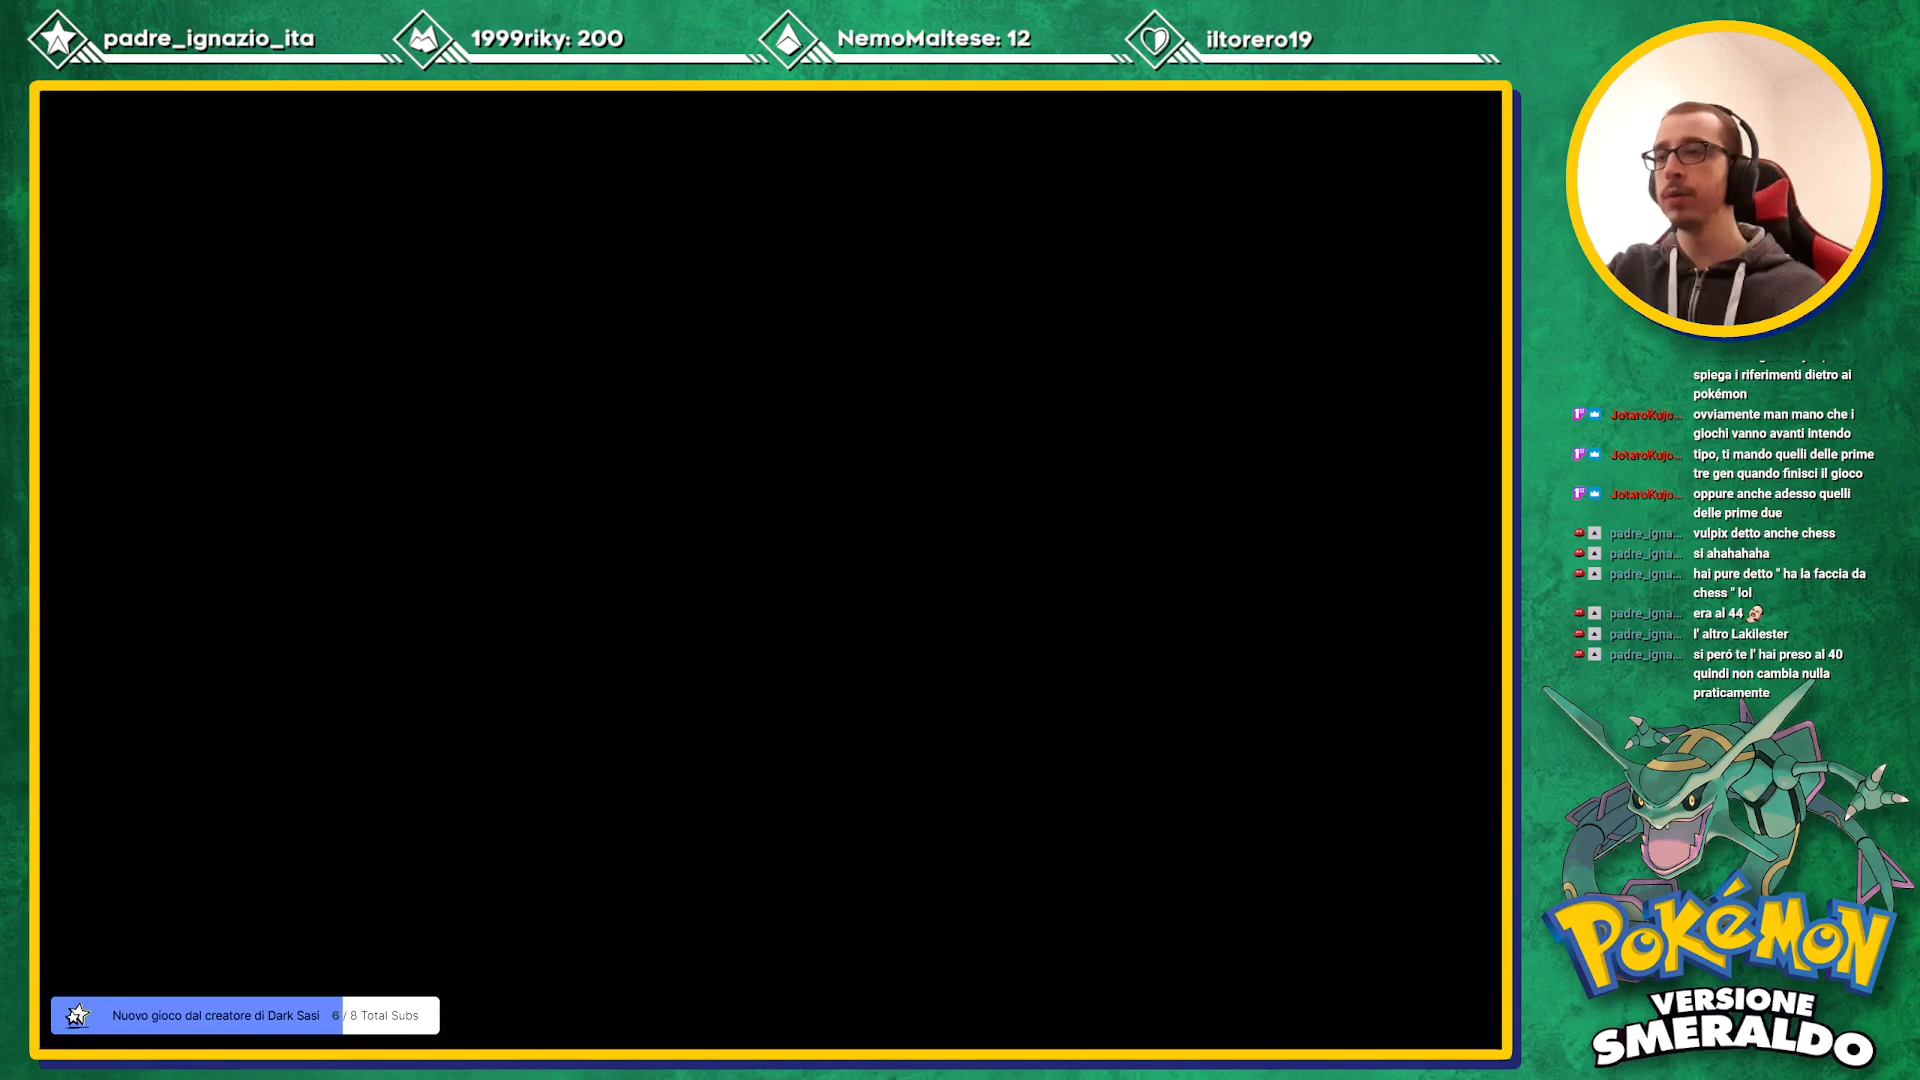 padre_ignazio_ita
1999riky: 200
NemoMaltese: 12
iltorero19
spiega i riferimenti dietro ai
pokémon
JotaroKujo... ovviamente man mano che i
giochi vanno avanti intendo
JotaroKujo... tipo, ti mando quelli delle prime
tre gen quando finisci il gioco
JotaroKujo... oppure anche adesso quelli
delle prime due
padre_igna... vulpix detto anche chess
padre_igna... si ahahahaha
padre_igna... hai pure detto " ha la faccia da
chess " lol
padre_igna... era al 44
padre_igna... l' altro Lakilester
padre_igna... si peró te l' hai preso al 40
quindi non cambia nulla
praticamente
POKéMON
VERSIONE
SMERALDO
Nuovo gioco dal creatore di Dark Sasi 6 / 8 Total Subs